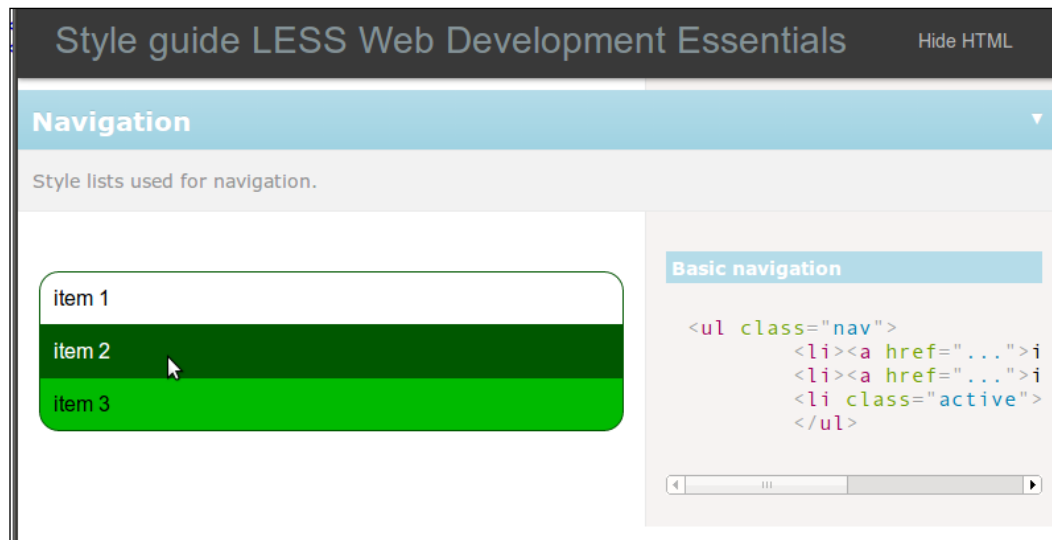 Style guide LESS Web Development Essentials Hide HTML
Navigation ▼
Style lists used for navigation.
item 1
item 2
item 3
Basic navigation
<ul class="nav">
<li><a href="...">i
<li><a href="...">i
<li class="active">
</ul>